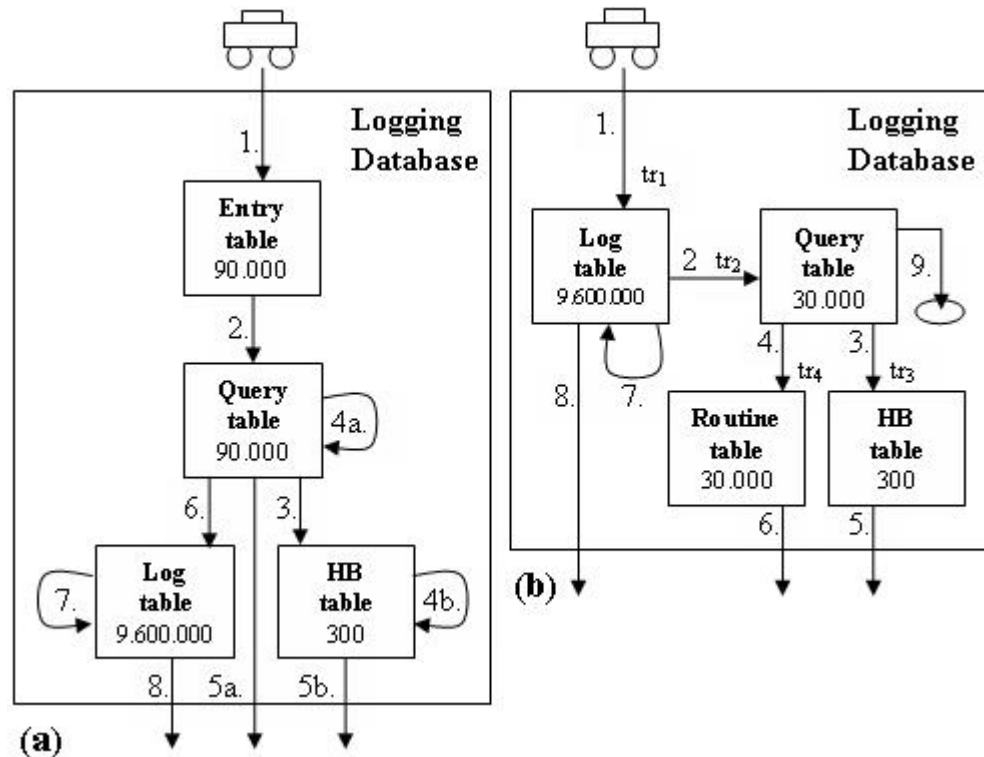 Logging
Database
1.
Entry
table
90.000
2.
Query
table
90.000
4a.
6.
3.
Log
table
9.600.000
7.
HB
table
300
4b.
8.
5a.
5b.
(a)
Logging
Database
1.
tr1
Log
table
9.600.000
2 tr2
Query
table
30.000
9.
7.
8.
4.
tr4
3.
tr3
Routine
table
30.000
HB
table
300
6.
5.
(b)